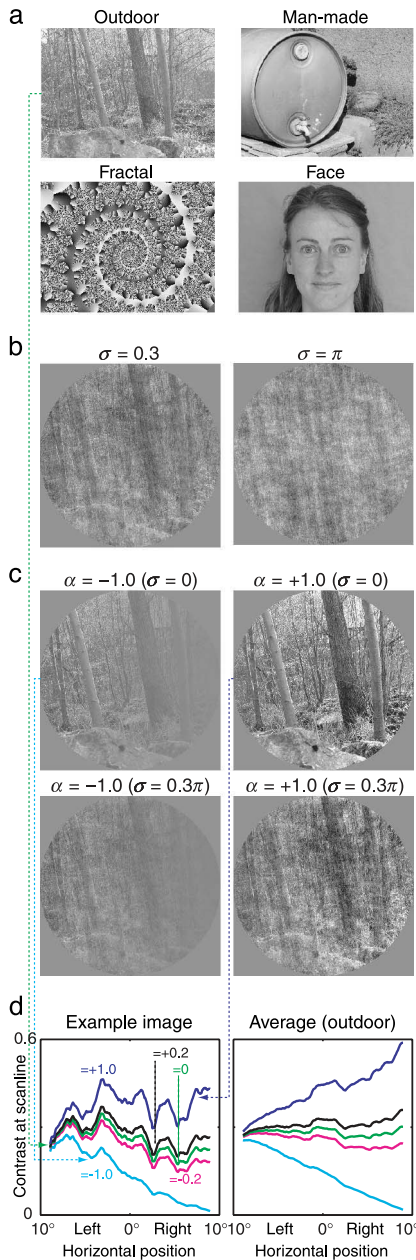 a
Outdoor
Man-made
Fractal
Face
b
σ = 0.3
σ = π
c
α = −1.0 (σ = 0)
α = +1.0 (σ = 0)
α = −1.0 (σ = 0.3π)
α = +1.0 (σ = 0.3π)
d
Example image
Average (outdoor)
Contrast at scanline
0.6
0
=+1.0
=+0.2
=0
=−1.0
=−0.2
10° Left 0° Right 10°
Horizontal position
10° Left 0° Right 10°
Horizontal position